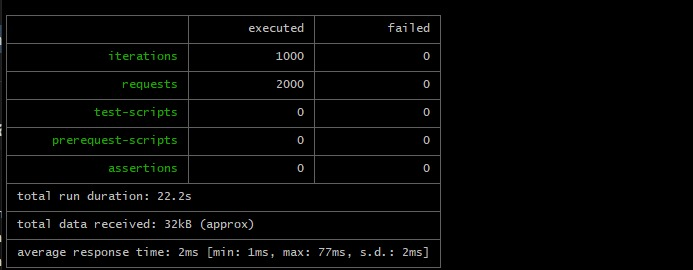 executed failed
iterations 1000 0
requests 2000 0
test-scripts 0 0
prerequest-scripts 0 0
assertions 0 0
total run duration: 22.2s
total data received: 32kB (approx)
average response time: 2ms [min: 1ms, max: 77ms, s.d.: 2ms]